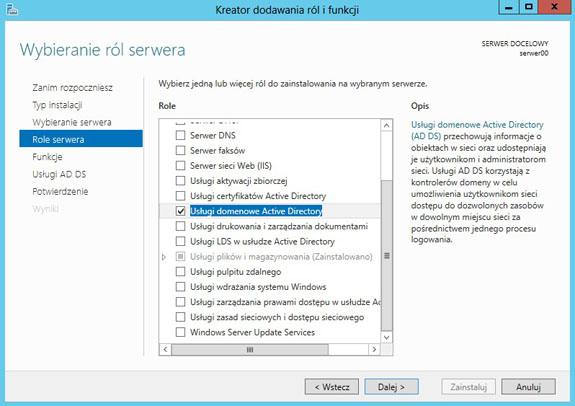 Kreator dodawania ról i funkcji
Wybieranie ról serwera
SERWER DOCELOWY
serwer00
Zanim rozpoczniesz
Typ instalacji
Wybieranie serwera
Role serwera
Funkcje
Usługi AD DS
Potwierdzenie
Wyniki
Wybierz jedną lub więcej ról do zainstalowania na wybranym serwerze.
Role
Serwer DNS
Serwer faksów
Serwer sieci Web (IIS)
Usługi aktywacji zbiorczej
Usługi certyfikatów Active Directory
Usługi domenowe Active Directory
Usługi drukowania i zarządzania dokumentami
Usługi LDS w usłudze Active Directory
Usługi plików i magazynowania (Zainstalowano)
Usługi pulpitu zdalnego
Usługi wdrażania systemu Windows
Usługi zarządzania prawami dostępu w usłudze Ac
Usługi zasad sieciowych i dostępu sieciowego
Windows Server Update Services
Opis
Usługi domenowe Active Directory
(AD DS) przechowują informacje o
obiektach w sieci oraz udostępniają
je użytkownikom i administratorom
sieci. Usługi AD DS korzystają z
kontrolerów domeny w celu
umożliwienia użytkownikom sieci
dostępu do dozwolonych zasobów
w dowolnym miejscu sieci za
pośrednictwem jednego procesu
logowania.
< Wstecz
Dalej >
Zainstaluj
Anuluj